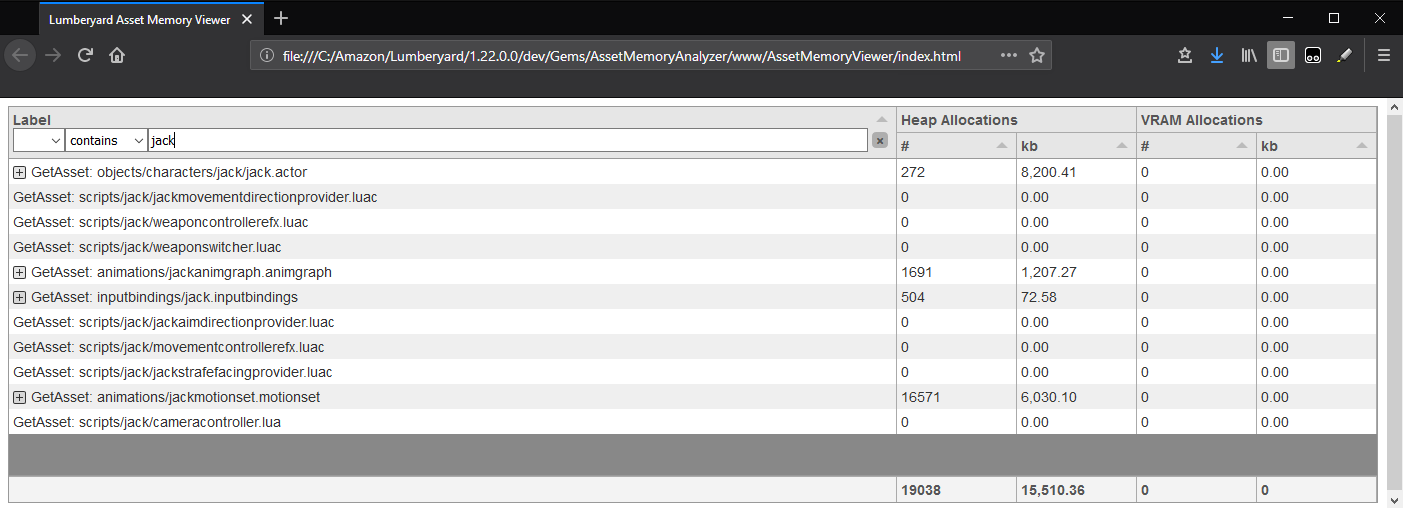 Lumberyard Asset Memory Viewer
file:///C:/Amazon/Lumberyard/1.22.0.0/dev/Gems/AssetMemoryAnalyzer/www/AssetMemoryViewer/index.html
Label Heap Allocations VRAM Allocations
contains jack # kb # kb
GetAsset: objects/characters/jack/jack.actor 272 8,200.41 0 0.00
GetAsset: scripts/jack/jackmovementdirectionprovider.luac 0 0.00 0 0.00
GetAsset: scripts/jack/weaponcontrollerefx.luac 0 0.00 0 0.00
GetAsset: scripts/jack/weaponswitcher.luac 0 0.00 0 0.00
GetAsset: animations/jackanimgraph.animgraph 1691 1,207.27 0 0.00
GetAsset: inputbindings/jack.inputbindings 504 72.58 0 0.00
GetAsset: scripts/jack/jackaimdirectionprovider.luac 0 0.00 0 0.00
GetAsset: scripts/jack/movementcontrollerefx.luac 0 0.00 0 0.00
GetAsset: scripts/jack/jackstrafefacingprovider.luac 0 0.00 0 0.00
GetAsset: animations/jackmotionset.motionset 16571 6,030.10 0 0.00
GetAsset: scripts/jack/cameracontroller.lua 0 0.00 0 0.00
19038 15,510.36 0 0